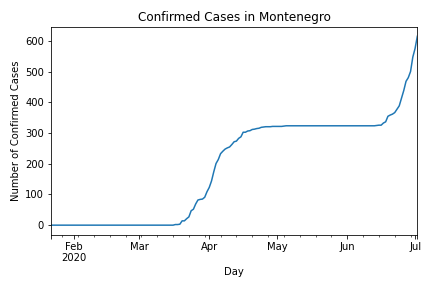 Confirmed Cases in Montenegro
Number of Confirmed Cases
600
500
400
300
200
100
0
Feb Mar Apr May Jun Jul
2020
Day